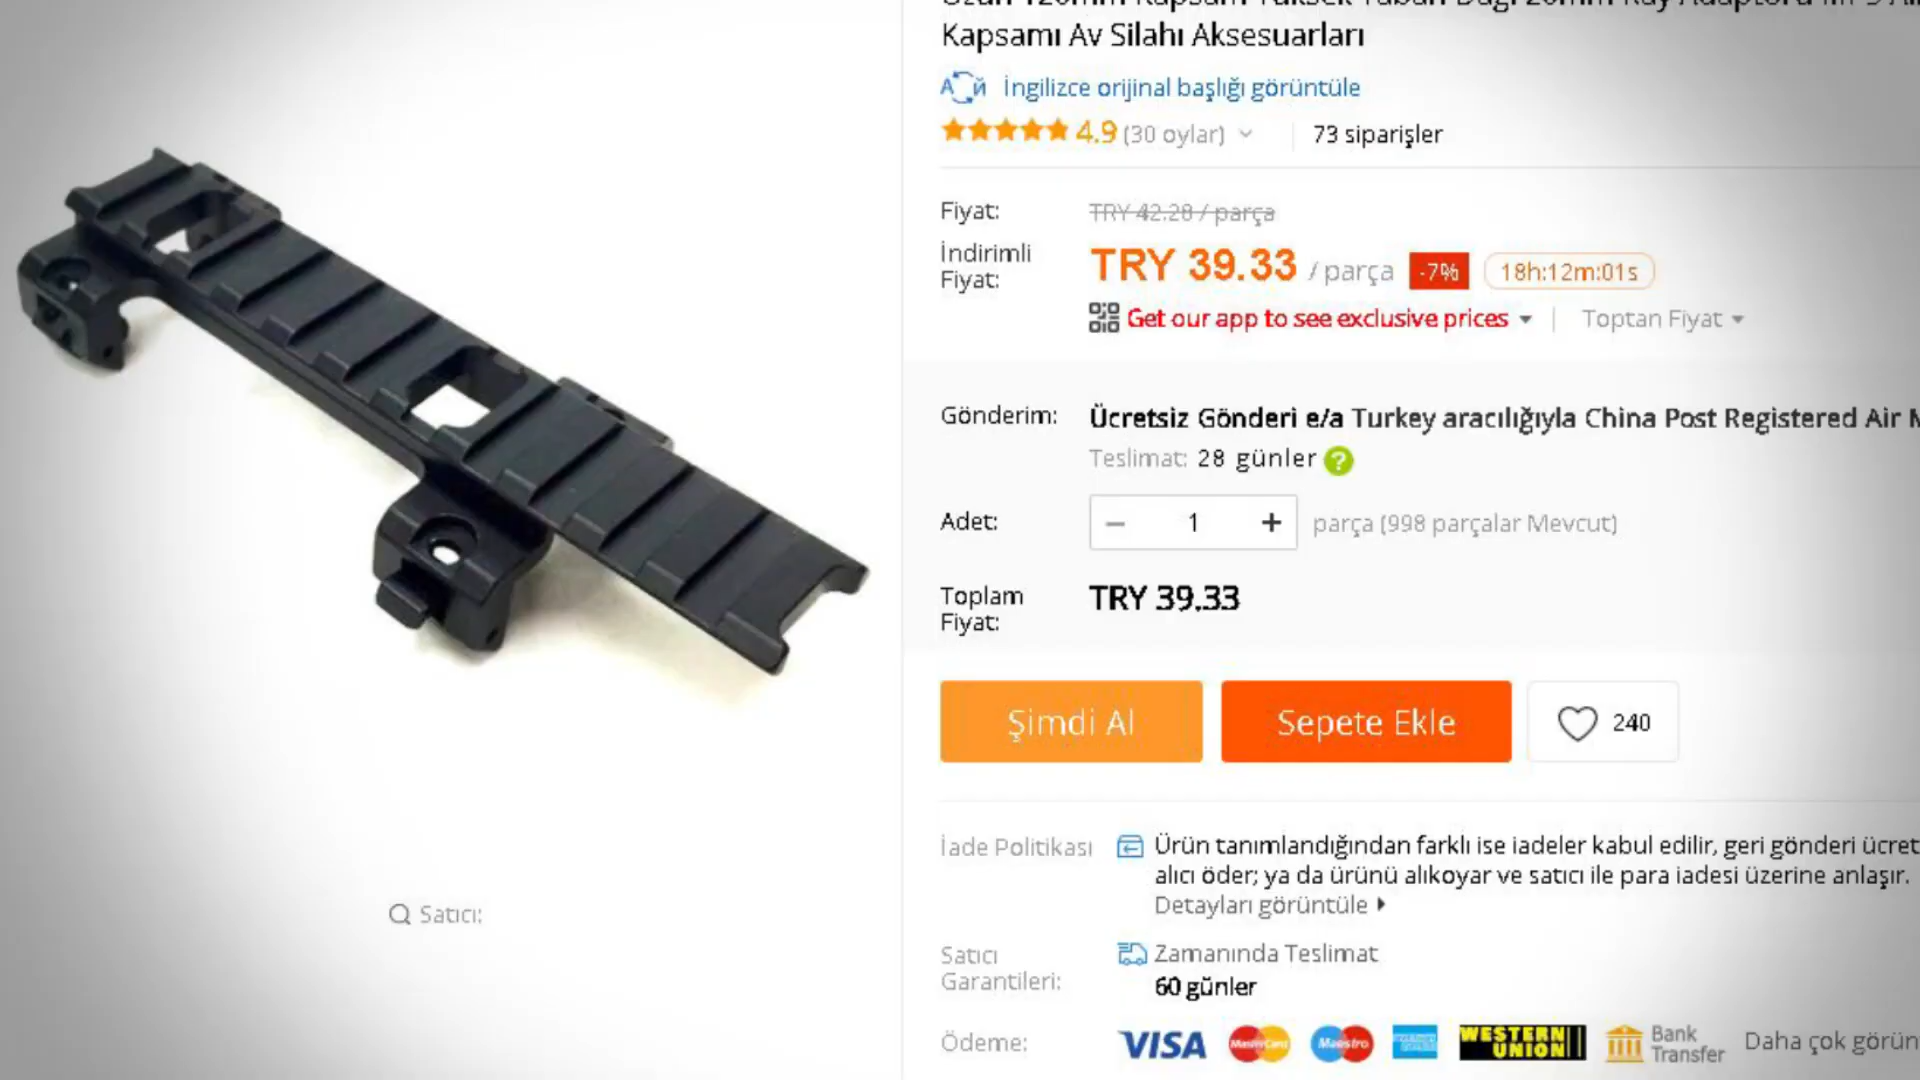 Kapsamı Av Silahı Aksesuarları
İngilizce orijinal başlığı görüntüle
4.9 (30 oylar)
73 siparişler
Fiyat: TRY 42.28 / parça
İndirimli Fiyat: TRY 39.33 / parça -7% 18h:12m:01s
Get our app to see exclusive prices
Toptan Fiyat
Gönderim: Ücretsiz Gönderi e/a Turkey aracılığıyla China Post Registered Air
Teslimat: 28 günler ?
Adet: − 1 + parça (998 parçalar Mevcut)
Toplam Fiyat: TRY 39.33
Şimdi Al
Sepete Ekle
240
İade Politikası
Ürün tanımlandığından farklı ise iadeler kabul edilir, geri gönderi ücret
alıcı öder; ya da ürünü alıkoyar ve satıcı ile para iadesi üzerine anlaşır.
Detayları görüntüle
Satıcı:
Satıcı Garantileri:
Zamanında Teslimat
60 günler
Ödeme: VISA MasterCard Maestro WESTERN UNION Bank Transfer Daha çok görün